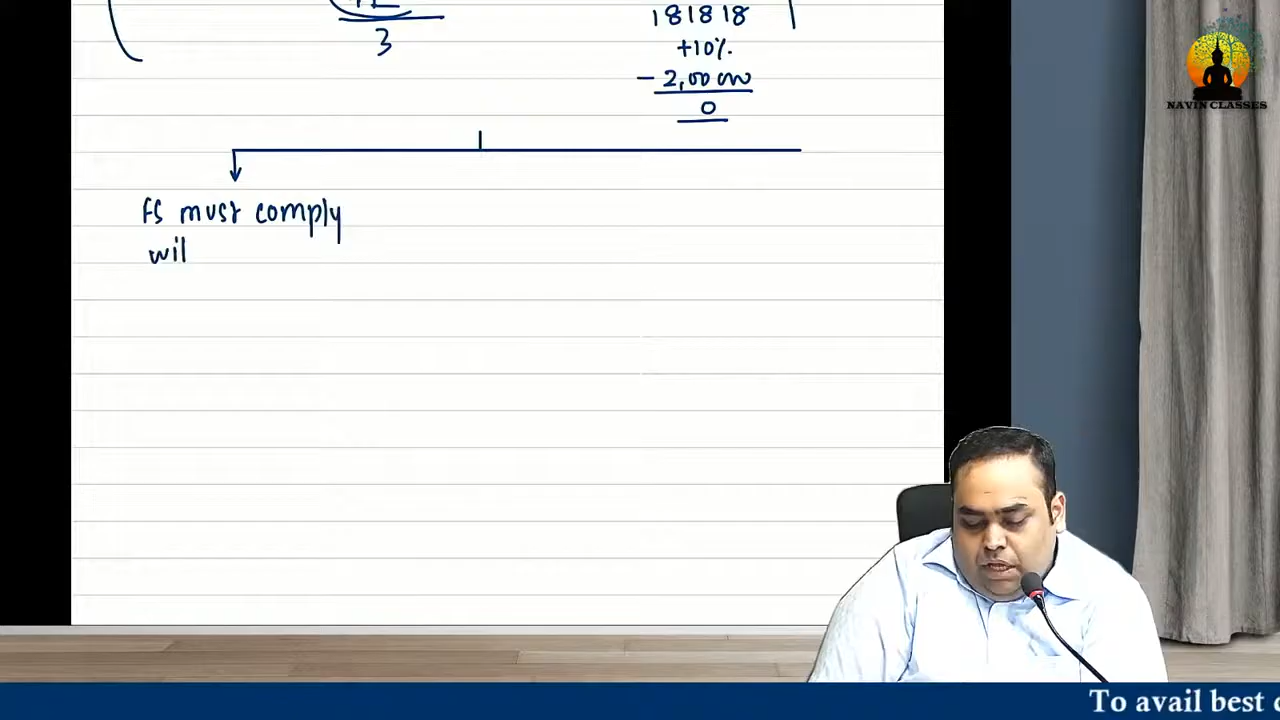 3
181818
+10%.
- 2,00 000
0
FS must comply
wil
NAVIN CLASSES
To avail best c